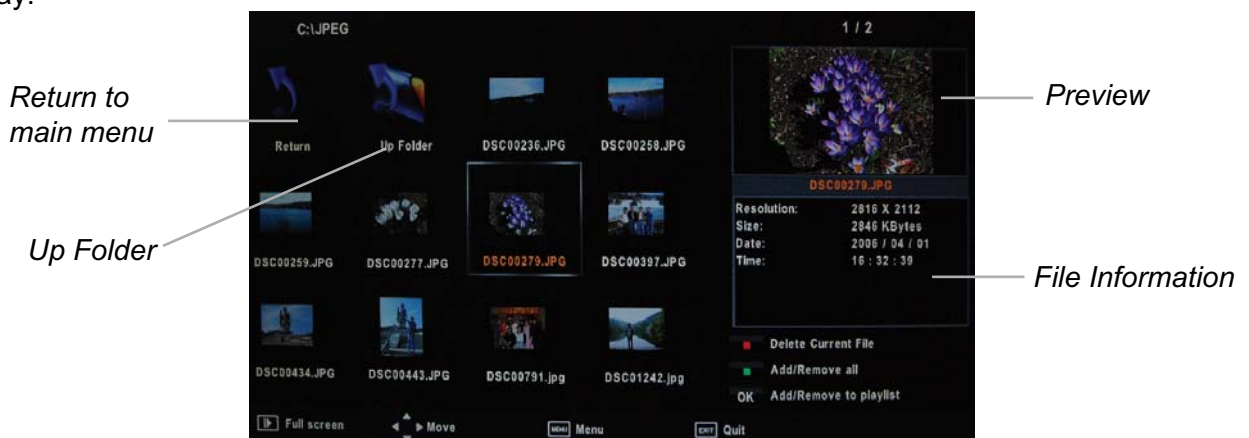 ay.
C:\JPEG
1 / 2
Return to
main menu
Preview
Return
Up Folder
DSC00236.JPG
DSC00258.JPG
DSC00279.JPG
Resolution: 2816 X 2112
Size: 2846 KBytes
Date: 2006 / 04 / 01
Time: 16 : 32 : 39
Up Folder
DSC00259.JPG
DSC00277.JPG
DSC00279.JPG
DSC00397.JPG
File Information
Delete Current File
Add/Remove all
OK Add/Remove to playlist
DSC00434.JPG
DSC00443.JPG
DSC00791.jpg
DSC01242.jpg
Full screen
Move
MENU Menu
EXIT Quit